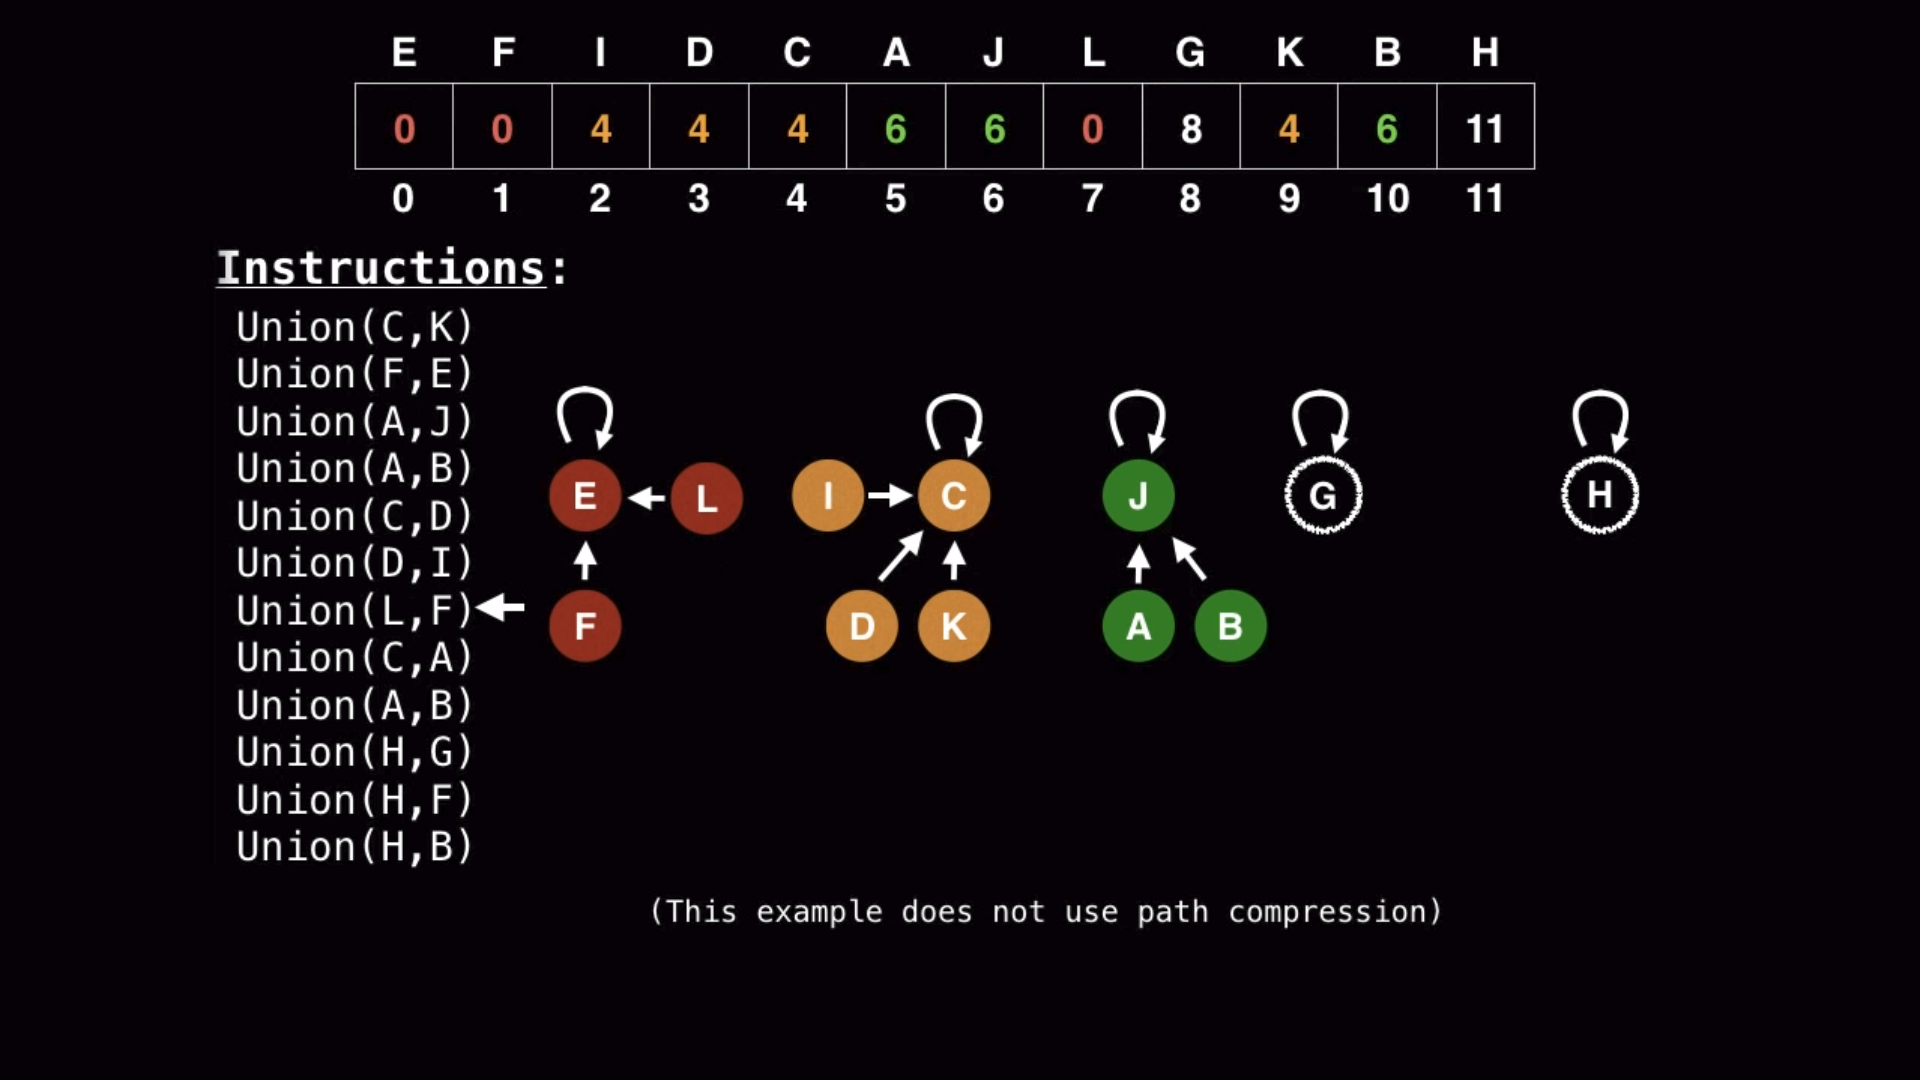 E F I D C A J L G K B H
0 0 4 4 4 6 6 0 8 4 6 11
0 1 2 3 4 5 6 7 8 9 10 11
Instructions:
Union(C,K)
Union(F,E)
Union(A,J)
Union(A,B)
Union(C,D)
Union(D,I)
Union(L,F)
Union(C,A)
Union(A,B)
Union(H,G)
Union(H,F)
Union(H,B)
E L I C J G H
F D K A B
(This example does not use path compression)